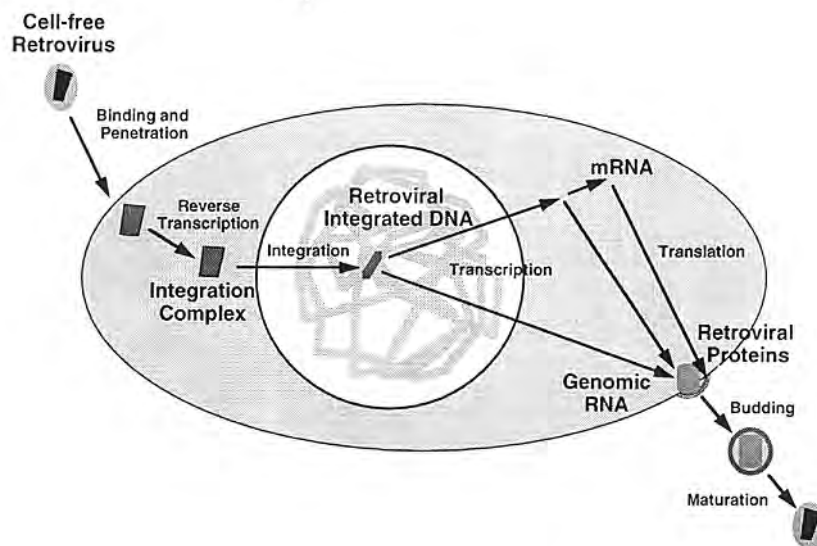 Cell-free
Retrovirus
Binding and
Penetration
Reverse
Transcription
Integration
Complex
Integration
Retroviral
Integrated DNA
Transcription
mRNA
Translation
Retroviral
Proteins
Genomic
RNA
Budding
Maturation